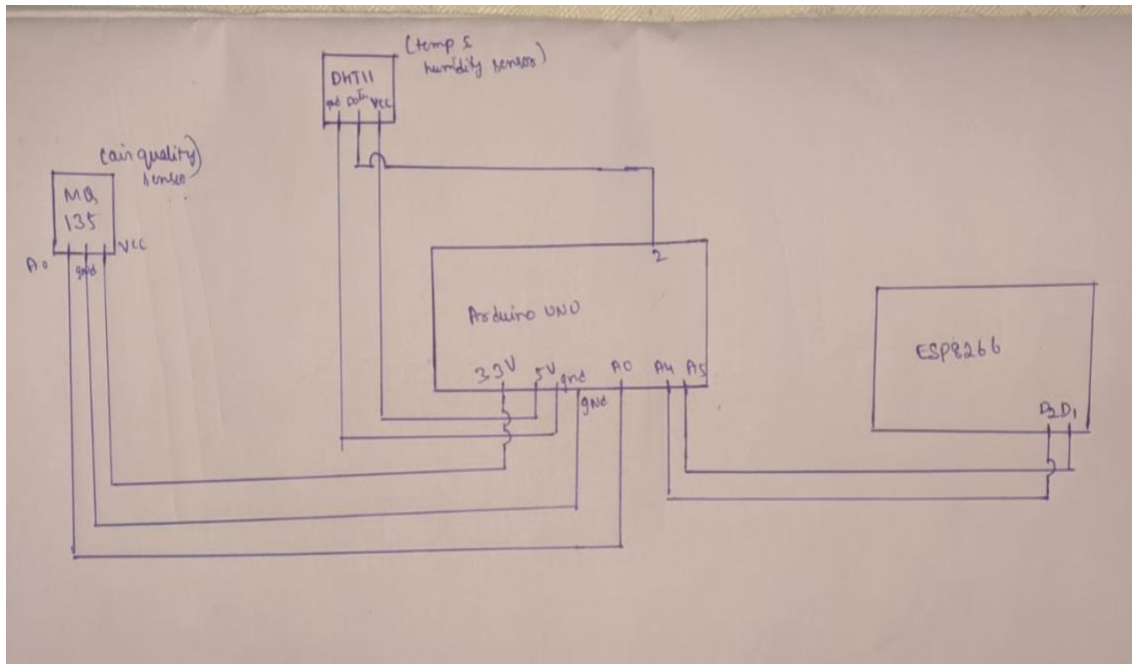 (temp &
humidity sensor)
DHT11
gnd Data VCC
(air quality)
sensor
MQ
135
A0
gnd
VCC
2
Arduino UNO
3.3V
5V
gnd
gnd
A0
A4
A5
ESP8266
D2 D1